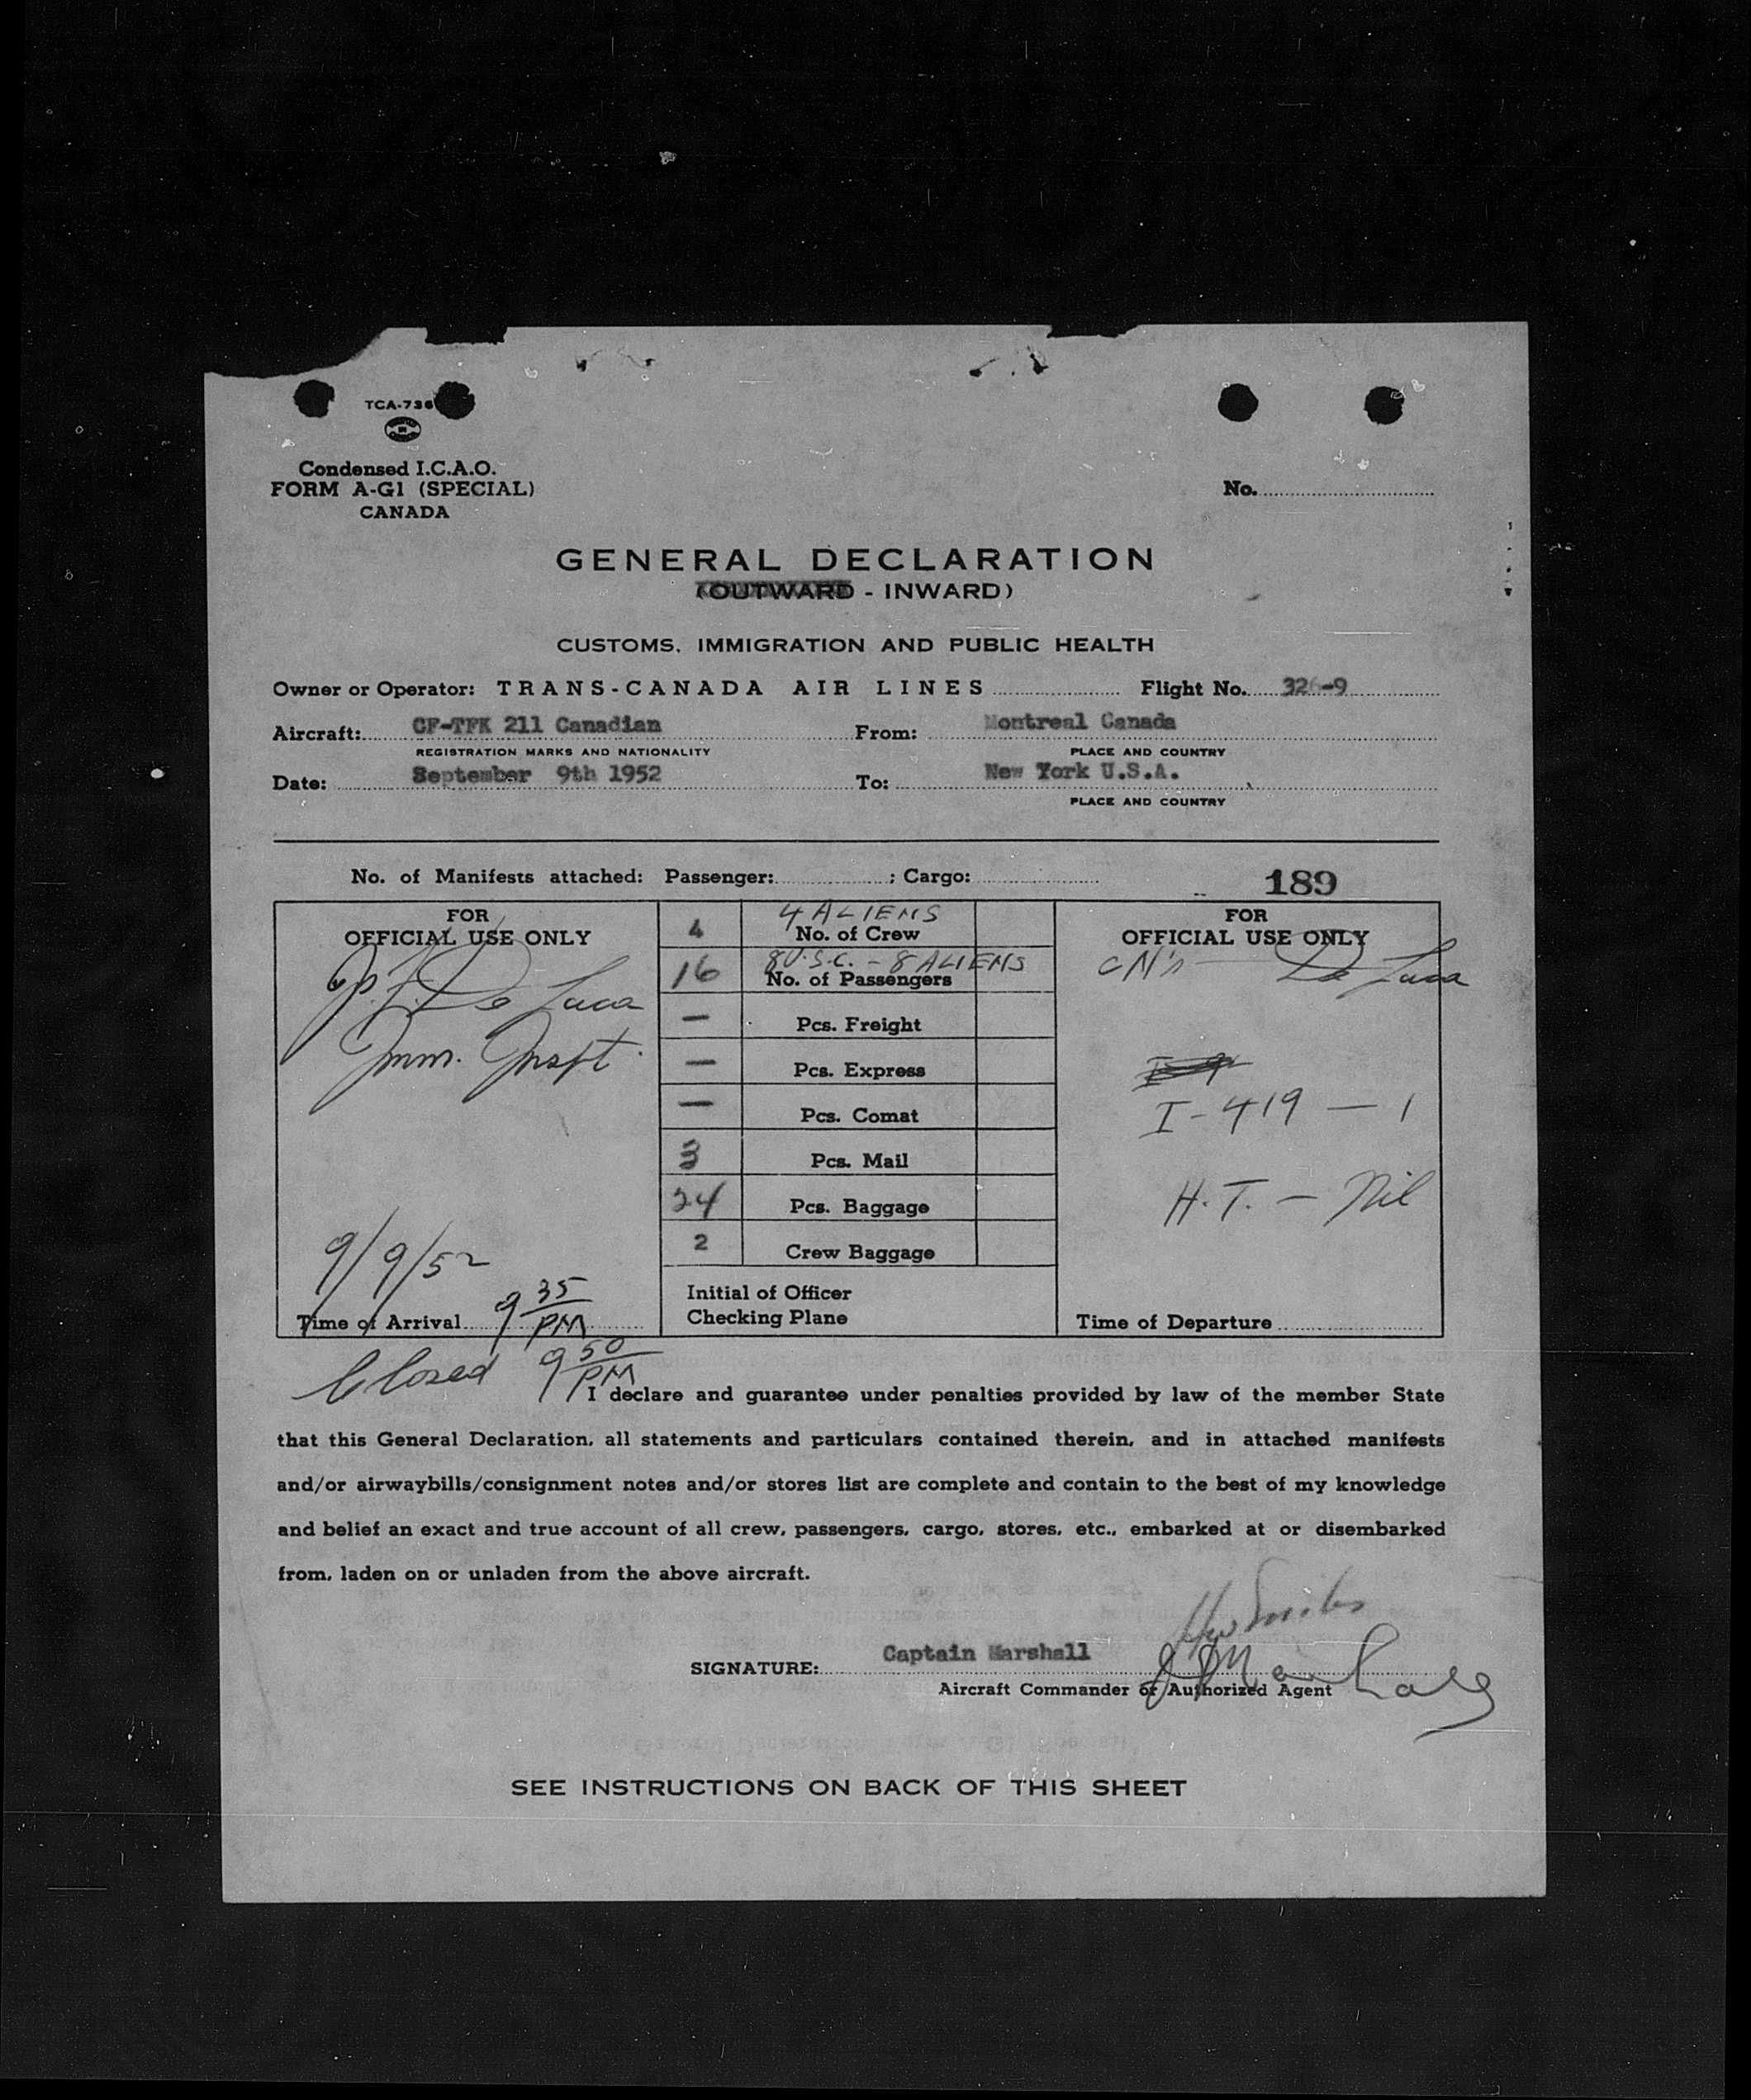 TCA-736
Condensed I.C.A.O.
FORM A-G1 (SPECIAL)
CANADA
No.
GENERAL DECLARATION
(OUTWARD - INWARD)
CUSTOMS, IMMIGRATION AND PUBLIC HEALTH
Owner or Operator: TRANS-CANADA AIR LINES Flight No. 326-9
Aircraft: CF-TFK 211 Canadian From: Montreal Canada
REGISTRATION MARKS AND NATIONALITY PLACE AND COUNTRY
Date: September 9th 1952 To: New York U.S.A.
PLACE AND COUNTRY
No. of Manifests attached: Passenger: ; Cargo: 189
FOR
OFFICIAL USE ONLY
De Luca
Imm. Inspt.
9/9/52
Time of Arrival 9 35 PM
Closed 9 50 PM
4 4 ALIENS
No. of Crew
16 8 U.S.C. - 8 ALIENS
No. of Passengers
— Pcs. Freight
— Pcs. Express
— Pcs. Comat
3 Pcs. Mail
24 Pcs. Baggage
2 Crew Baggage
Initial of Officer
Checking Plane
FOR
OFFICIAL USE ONLY
De Luca
I-419 — 1
H.T. — Nil
Time of Departure
I declare and guarantee under penalties provided by law of the member State
that this General Declaration, all statements and particulars contained therein, and in attached manifests
and/or airwaybills/consignment notes and/or stores list are complete and contain to the best of my knowledge
and belief an exact and true account of all crew, passengers, cargo, stores, etc., embarked at or disembarked
from, laden on or unladen from the above aircraft.
SIGNATURE: Captain Marshall
Aircraft Commander or Authorized Agent
SEE INSTRUCTIONS ON BACK OF THIS SHEET